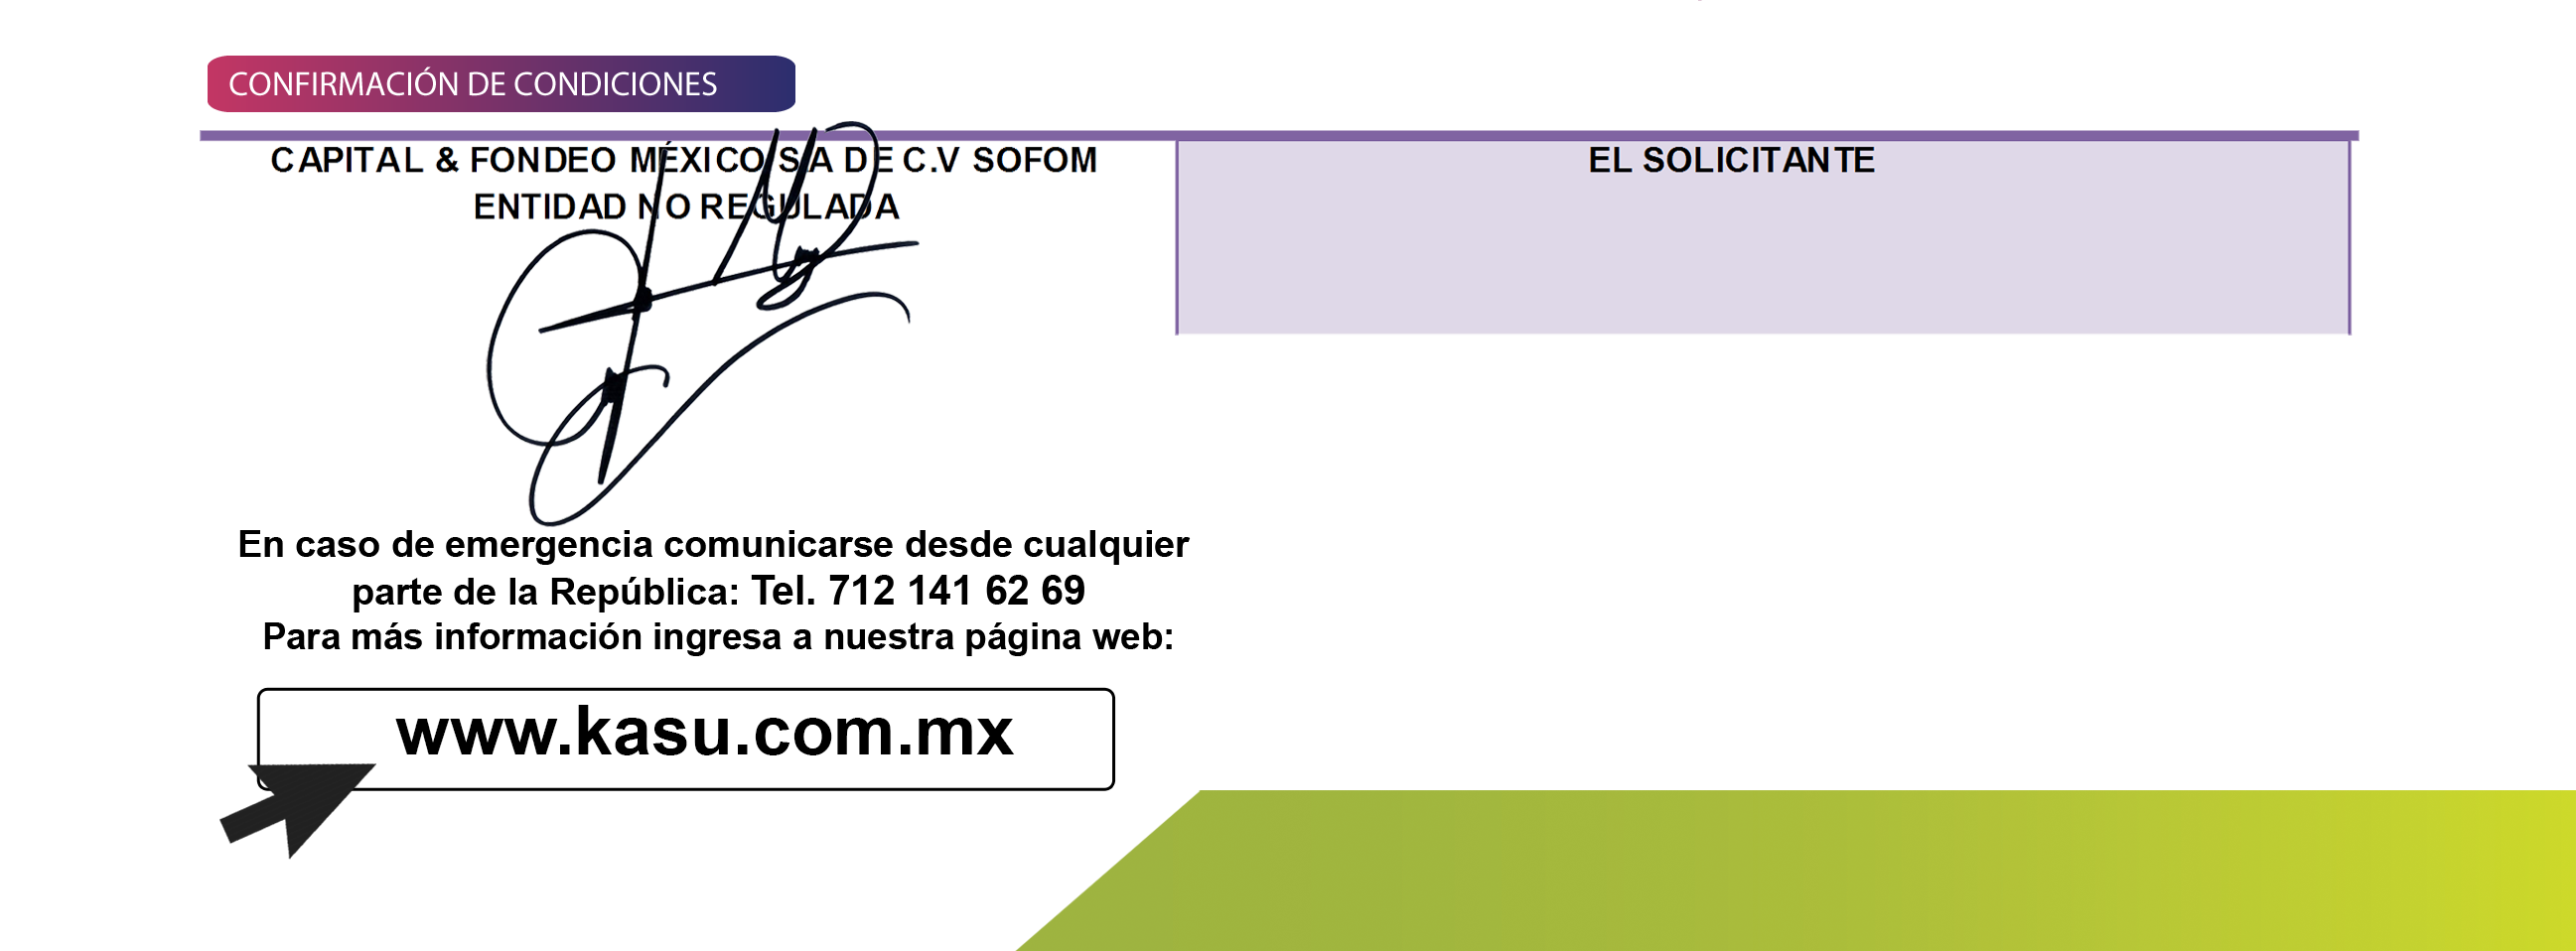 CONFIRMACIÓN DE CONDICIONES
CAPITAL & FONDEO MÉXICO S A DE C.V SOFOM
ENTIDAD NO REGULADA
EL SOLICITANTE
En caso de emergencia comunicarse desde cualquier
parte de la República: Tel. 712 141 62 69
Para más información ingresa a nuestra página web:
www.kasu.com.mx